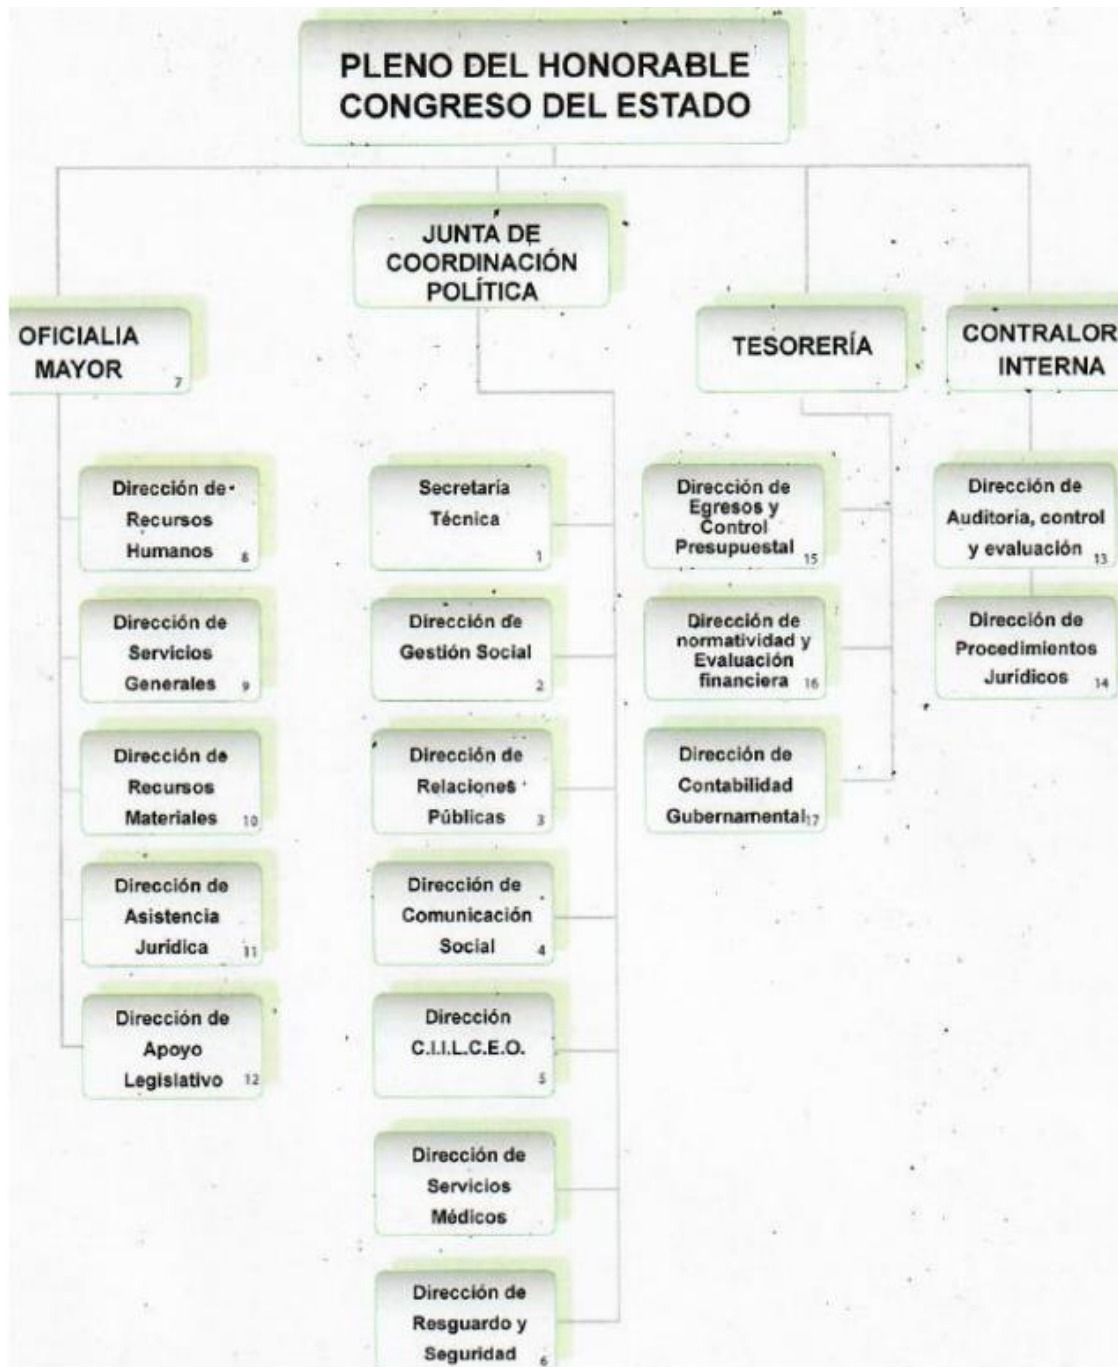 PLENO DEL HONORABLE
CONGRESO DEL ESTADO
JUNTA DE
COORDINACIÓN
POLÍTICA
OFICIALIA
MAYOR
7
TESORERÍA
CONTRALOR
INTERNA
Dirección de
Recursos
Humanos
8
Dirección de
Servicios
Generales
9
Dirección de
Recursos
Materiales
10
Dirección de
Asistencia
Jurídica
11
Dirección de
Apoyo
Legislativo
12
Secretaría
Técnica
1
Dirección de
Gestión Social
2
Dirección de
Relaciones
Públicas
3
Dirección de
Comunicación
Social
4
Dirección
C.I.I.L.C.E.O.
5
Dirección de
Servicios
Médicos
Dirección de
Resguardo y
Seguridad
6
Dirección de
Egresos y
Control
Presupuestal
15
Dirección de
normatividad y
Evaluación
financiera
16
Dirección de
Contabilidad
Gubernamental
17
Dirección de
Auditoria, control
y evaluación
13
Dirección de
Procedimientos
Jurídicos
14